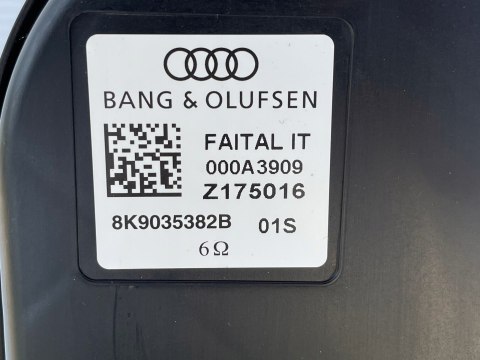 BANG & OLUFSEN
FAITAL IT
000A3909
Z175016
8K9035382B 01S
6Ω